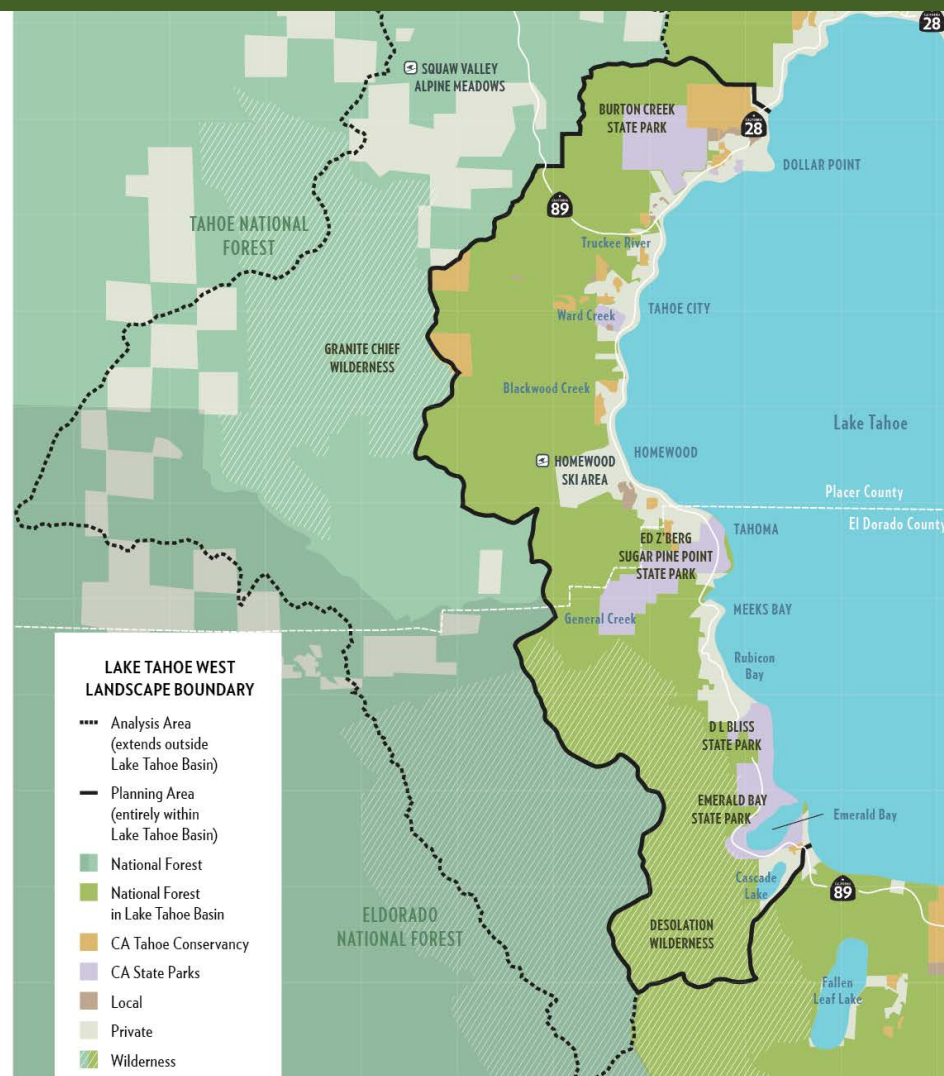 CALIFORNIA
28
SQUAW VALLEY
ALPINE MEADOWS
BURTON CREEK
STATE PARK
CALIFORNIA
28
DOLLAR POINT
CALIFORNIA
89
TAHOE NATIONAL
FOREST
Truckee River
Ward Creek
TAHOE CITY
GRANITE CHIEF
WILDERNESS
Blackwood Creek
Lake Tahoe
HOMEWOOD
HOMEWOOD
SKI AREA
Placer County
El Dorado County
TAHOMA
ED Z'BERG
SUGAR PINE POINT
STATE PARK
General Creek
MEEKS BAY
Rubicon
Bay
D L BLISS
STATE PARK
EMERALD BAY
STATE PARK
Emerald Bay
Cascade
Lake
CALIFORNIA
89
ELDORADO
NATIONAL FOREST
DESOLATION
WILDERNESS
Fallen
Leaf Lake
LAKE TAHOE WEST
LANDSCAPE BOUNDARY
Analysis Area
(extends outside
Lake Tahoe Basin)
Planning Area
(entirely within
Lake Tahoe Basin)
National Forest
National Forest
in Lake Tahoe Basin
CA Tahoe Conservancy
CA State Parks
Local
Private
Wilderness